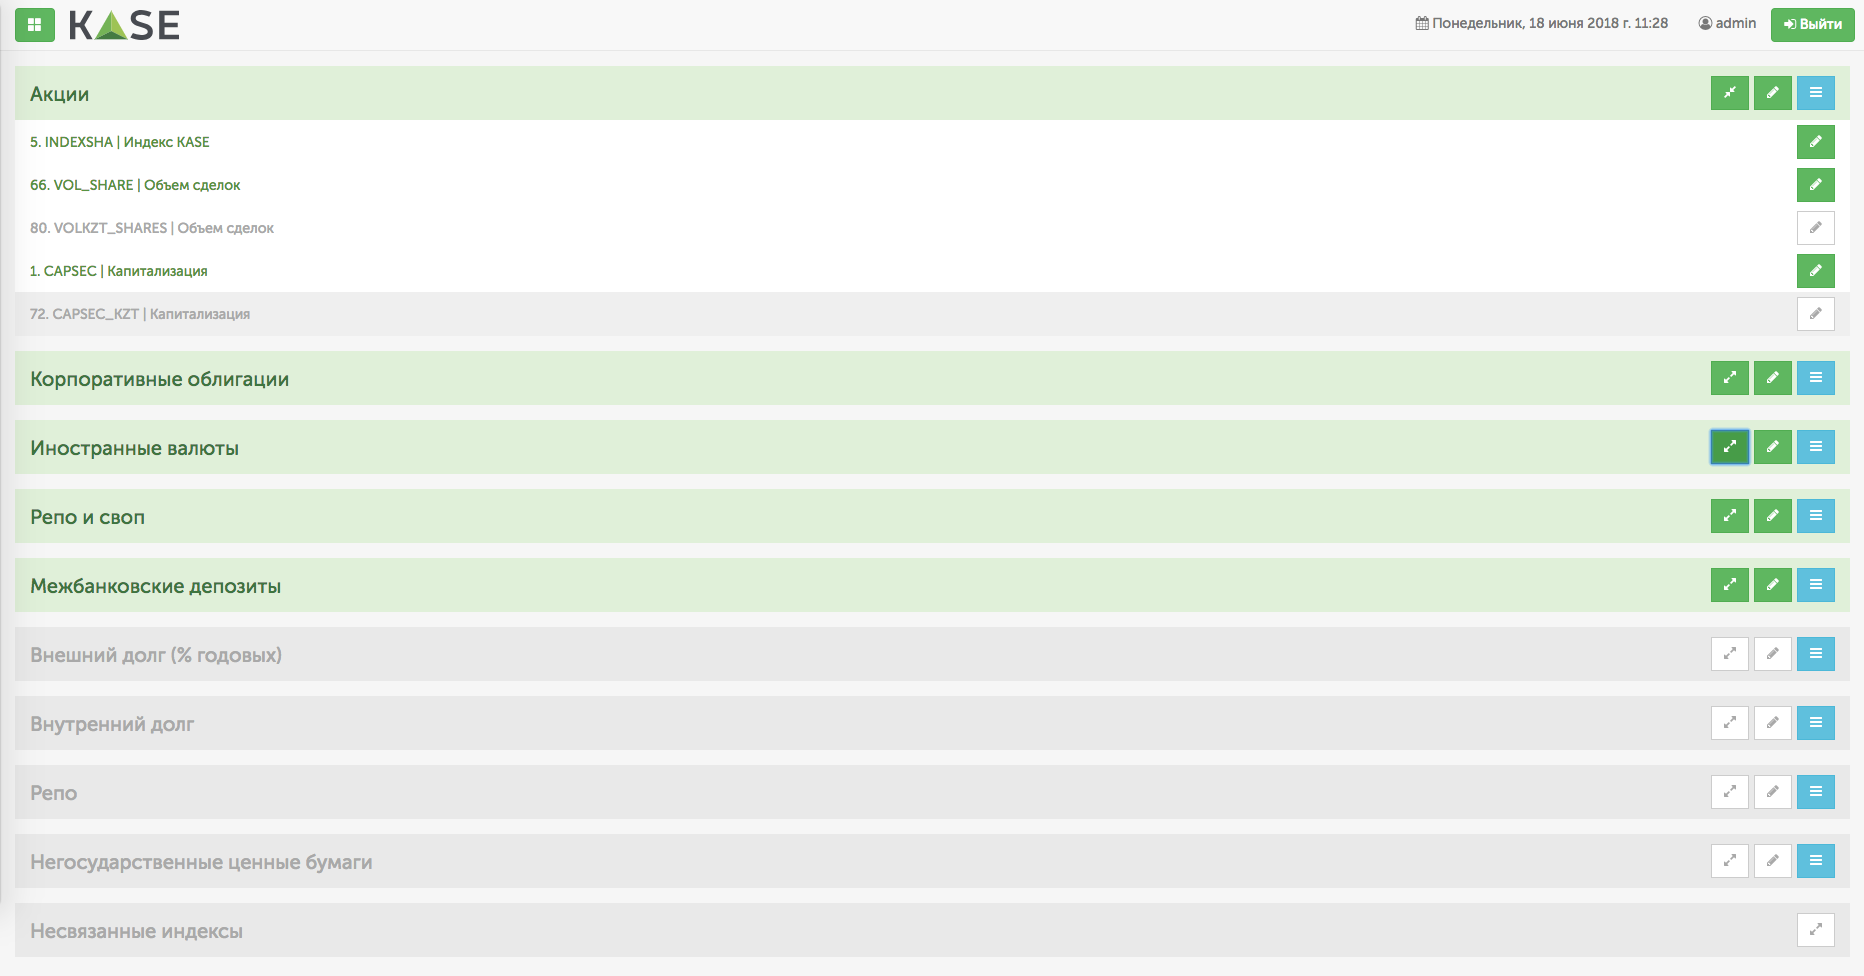 KASE
Понедельник, 18 июня 2018 г. 11:28
admin
Выйти
Акции
5. INDEXSHA | Индекс KASE
66. VOL_SHARE | Объем сделок
80. VOLKZT_SHARES | Объем сделок
1. CAPSEC | Капитализация
72. CAPSEC_KZT | Капитализация
Корпоративные облигации
Иностранные валюты
Репо и своп
Межбанковские депозиты
Внешний долг (% годовых)
Внутренний долг
Репо
Негосударственные ценные бумаги
Несвязанные индексы